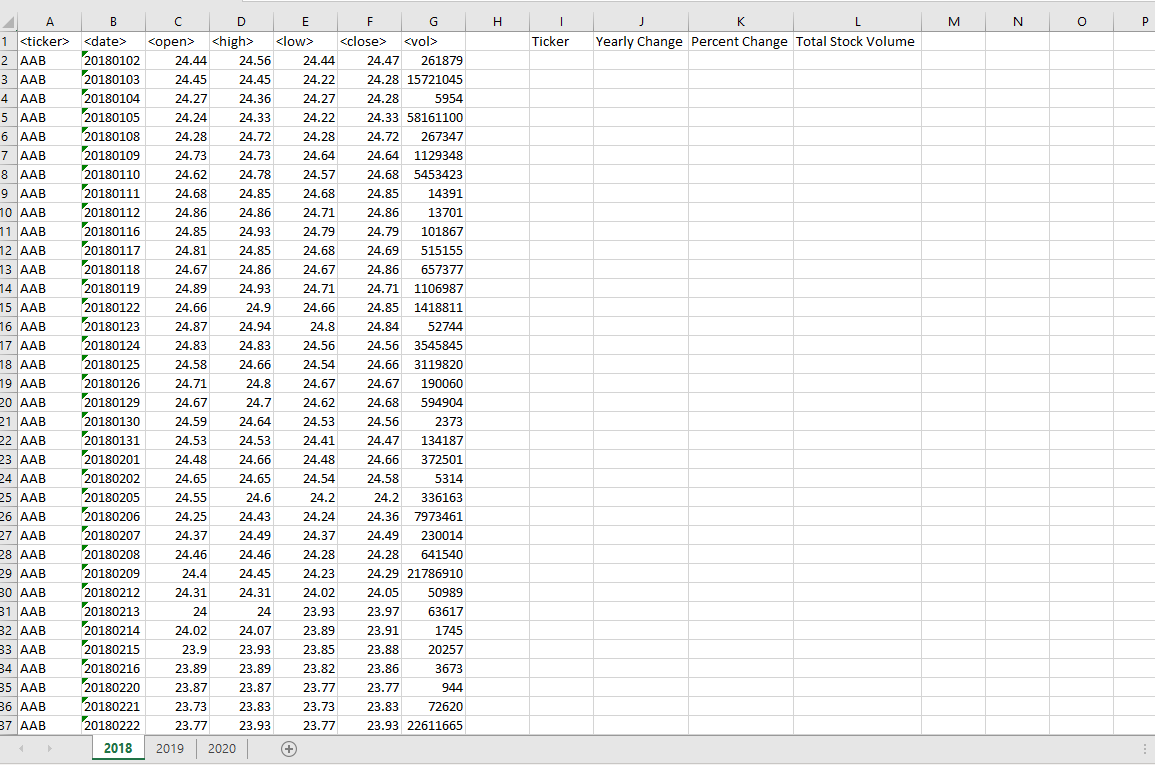 A B C D E F G H I J K L M N O P
1 <ticker> <date> <open> <high> <low> <close> <vol> Ticker Yearly Change Percent Change Total Stock Volume
2 AAB 20180102 24.44 24.56 24.44 24.47 261879
3 AAB 20180103 24.45 24.45 24.22 24.28 15721045
4 AAB 20180104 24.27 24.36 24.27 24.28 5954
5 AAB 20180105 24.24 24.33 24.22 24.33 58161100
6 AAB 20180108 24.28 24.72 24.28 24.72 267347
7 AAB 20180109 24.73 24.73 24.64 24.64 1129348
8 AAB 20180110 24.62 24.78 24.57 24.68 5453423
9 AAB 20180111 24.68 24.85 24.68 24.85 14391
10 AAB 20180112 24.86 24.86 24.71 24.86 13701
11 AAB 20180116 24.85 24.93 24.79 24.79 101867
12 AAB 20180117 24.81 24.85 24.68 24.69 515155
13 AAB 20180118 24.67 24.86 24.67 24.86 657377
14 AAB 20180119 24.89 24.93 24.71 24.71 1106987
15 AAB 20180122 24.66 24.9 24.66 24.85 1418811
16 AAB 20180123 24.87 24.94 24.8 24.84 52744
17 AAB 20180124 24.83 24.83 24.56 24.56 3545845
18 AAB 20180125 24.58 24.66 24.54 24.66 3119820
19 AAB 20180126 24.71 24.8 24.67 24.67 190060
20 AAB 20180129 24.67 24.7 24.62 24.68 594904
21 AAB 20180130 24.59 24.64 24.53 24.56 2373
22 AAB 20180131 24.53 24.53 24.41 24.47 134187
23 AAB 20180201 24.48 24.66 24.48 24.66 372501
24 AAB 20180202 24.65 24.65 24.54 24.58 5314
25 AAB 20180205 24.55 24.6 24.2 24.2 336163
26 AAB 20180206 24.25 24.43 24.24 24.36 7973461
27 AAB 20180207 24.37 24.49 24.37 24.49 230014
28 AAB 20180208 24.46 24.46 24.28 24.28 641540
29 AAB 20180209 24.4 24.45 24.23 24.29 21786910
30 AAB 20180212 24.31 24.31 24.02 24.05 50989
31 AAB 20180213 24 24 23.93 23.97 63617
32 AAB 20180214 24.02 24.07 23.89 23.91 1745
33 AAB 20180215 23.9 23.93 23.85 23.88 20257
34 AAB 20180216 23.89 23.89 23.82 23.86 3673
35 AAB 20180220 23.87 23.87 23.77 23.77 944
36 AAB 20180221 23.73 23.83 23.73 23.83 72620
37 AAB 20180222 23.77 23.93 23.77 23.93 22611665
2018 2019 2020